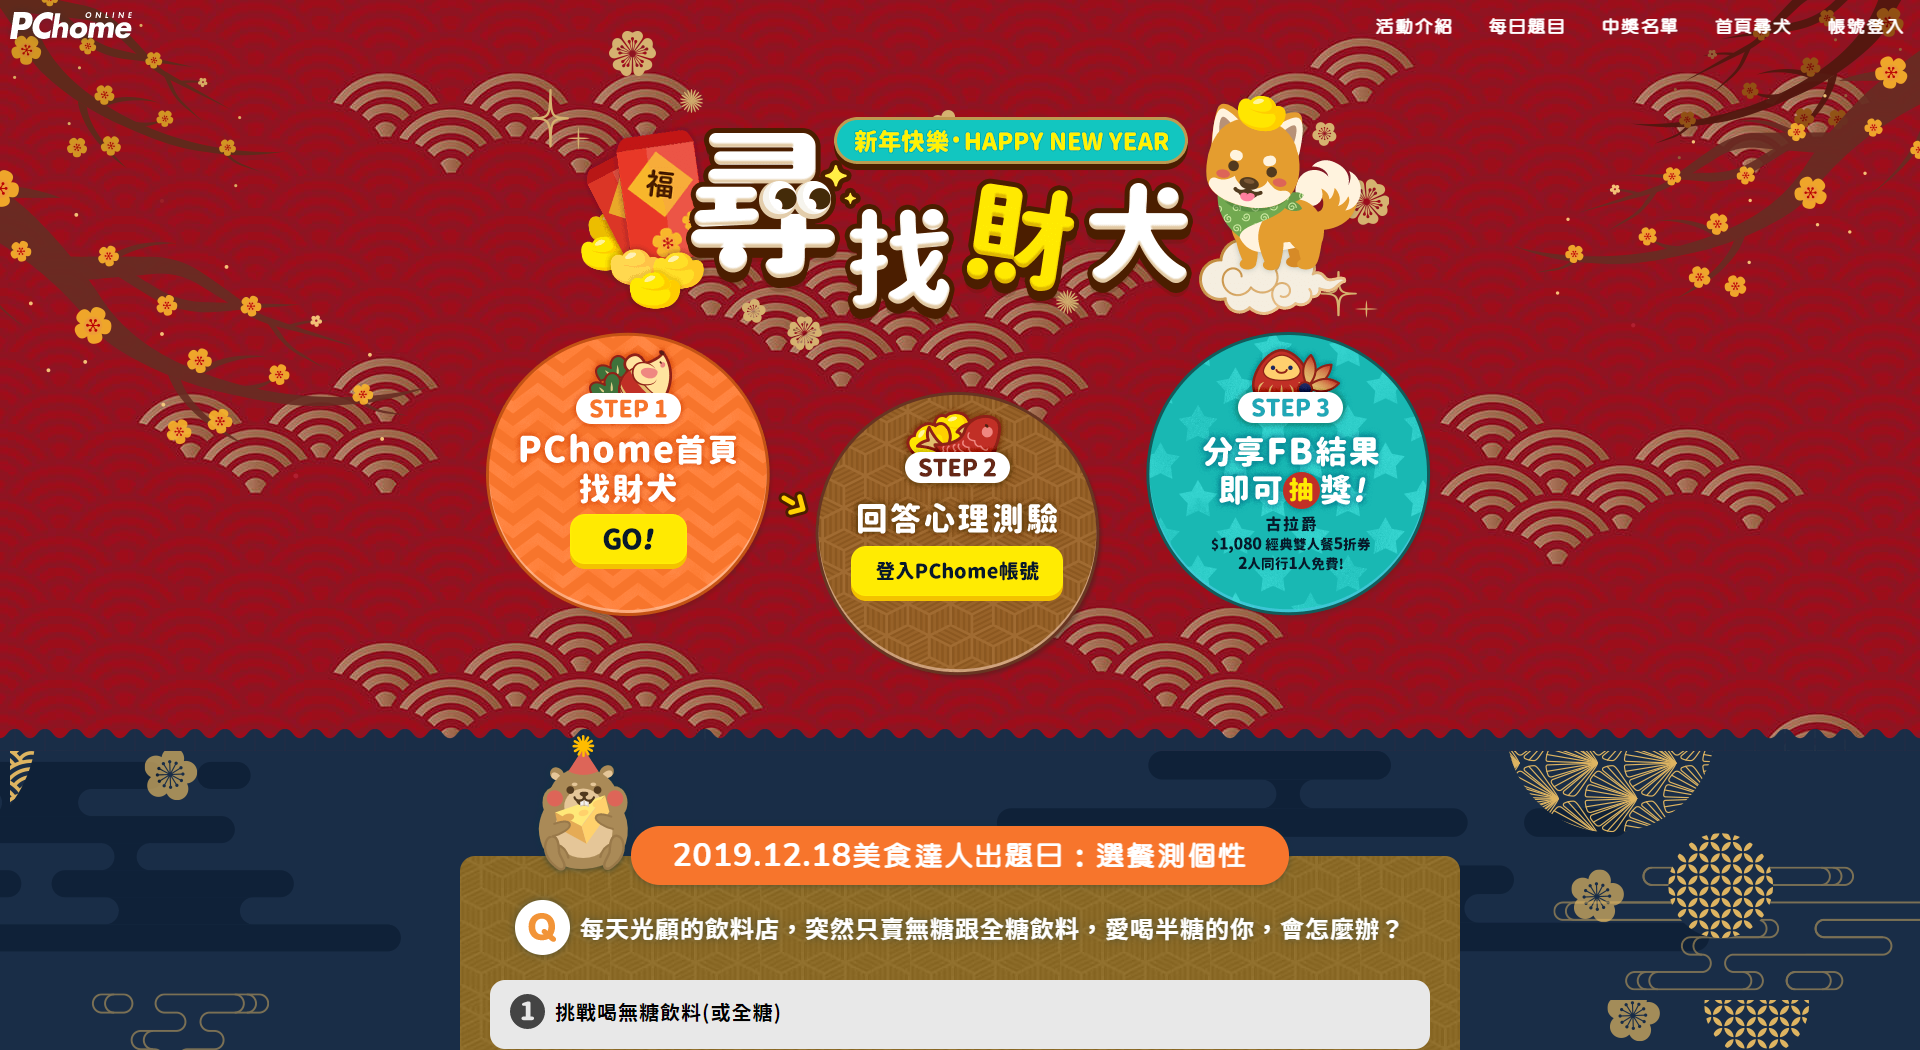 PChome ONLINE
活動介紹 每日題目 中獎名單 首頁尋犬 帳號登入
新年快樂·HAPPY NEW YEAR
福
尋找財犬
STEP 1
PChome首頁
找財犬
GO!
STEP 2
回答心理測驗
登入PChome帳號
STEP 3
分享FB結果
即可抽獎!
古拉爵
$1,080 經典雙人餐5折券
2人同行1人免費!
2019.12.18美食達人出題日：選餐測個性
Q 每天光顧的飲料店，突然只賣無糖跟全糖飲料，愛喝半糖的你，會怎麼辦？
1 挑戰喝無糖飲料(或全糖)